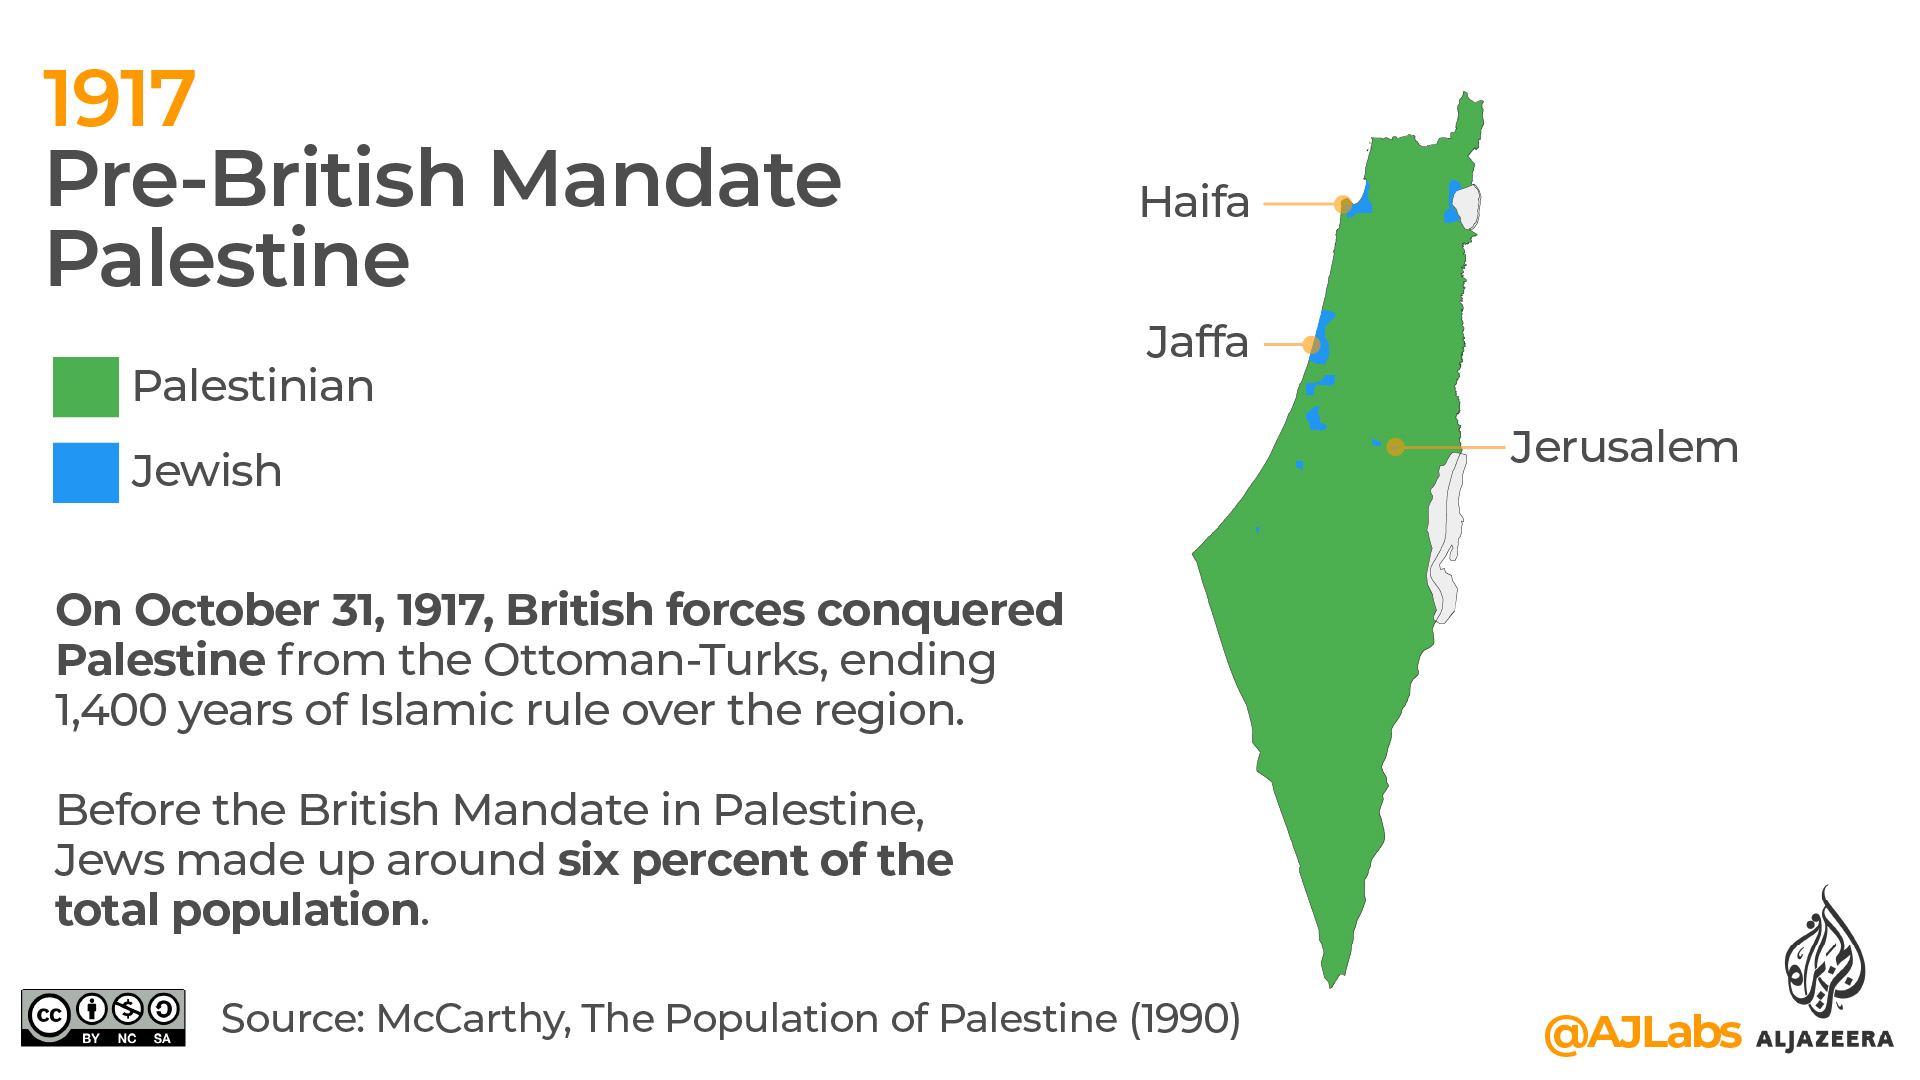 1917
Pre-British Mandate
Palestine
Palestinian
Jewish
On October 31, 1917, British forces conquered
Palestine from the Ottoman-Turks, ending
1,400 years of Islamic rule over the region.
Before the British Mandate in Palestine,
Jews made up around six percent of the
total population.
Haifa
Jaffa
Jerusalem
cc
BY NC SA
Source: McCarthy, The Population of Palestine (1990)
@AJLabs
الجزيرة
ALJAZEERA